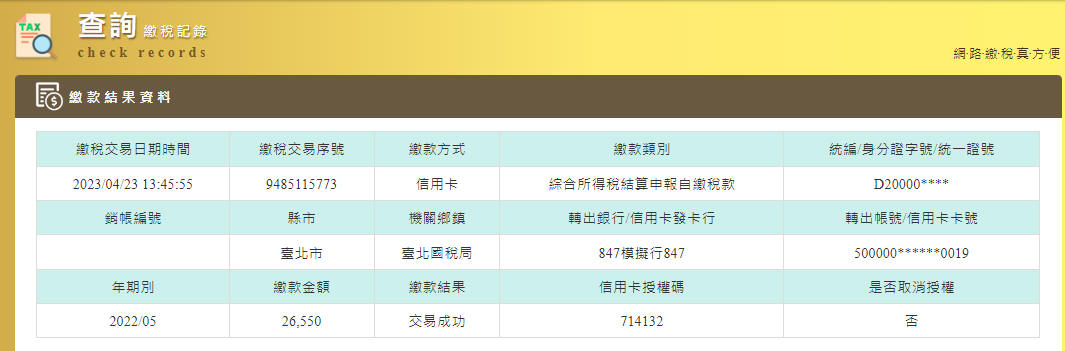 TAX
查詢 繳稅記錄
check records
網‧路‧繳‧稅‧真‧方‧便
繳款結果資料
繳稅交易日期時間 繳稅交易序號 繳款方式 繳款類別 統編/身分證字號/統一證號
2023/04/23 13:45:55 9485115773 信用卡 綜合所得稅結算申報自繳稅款 D20000****
銷帳編號 縣市 機關鄉鎮 轉出銀行/信用卡發卡行 轉出帳號/信用卡卡號
臺北市 臺北國稅局 847模擬行847 500000******0019
年期別 繳款金額 繳款結果 信用卡授權碼 是否取消授權
2022/05 26,550 交易成功 714132 否